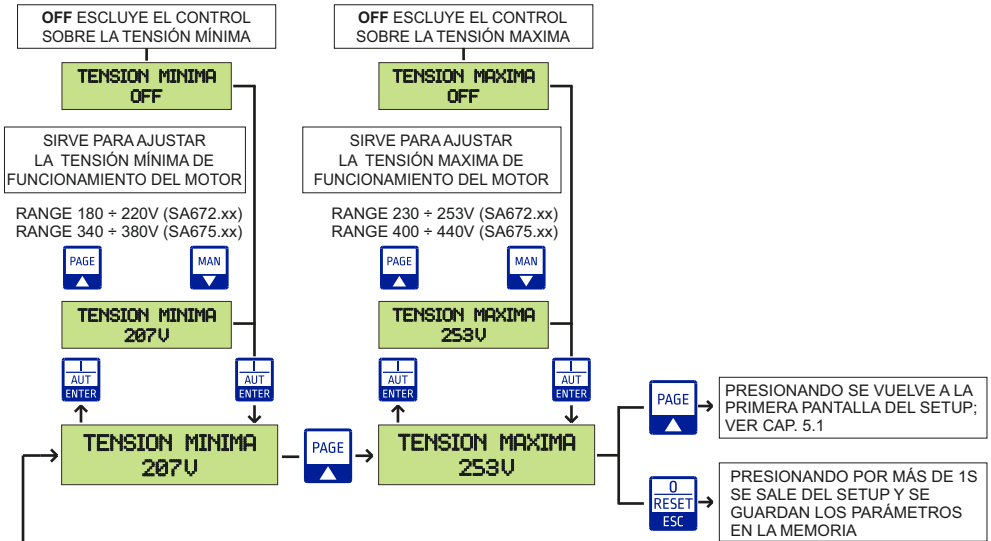 OFF ESCLUYE EL CONTROL
SOBRE LA TENSIÓN MÍNIMA
TENSION MINIMA
OFF
SIRVE PARA AJUSTAR
LA TENSIÓN MÍNIMA DE
FUNCIONAMIENTO DEL MOTOR
RANGE 180 ÷ 220V (SA672.xx)
RANGE 340 ÷ 380V (SA675.xx)
PAGE
MAN
TENSION MINIMA
207V
I
AUT
ENTER
I
AUT
ENTER
TENSION MINIMA
207V
PAGE
OFF ESCLUYE EL CONTROL
SOBRE LA TENSIÓN MAXIMA
TENSION MAXIMA
OFF
SIRVE PARA AJUSTAR
LA TENSIÓN MAXIMA DE
FUNCIONAMIENTO DEL MOTOR
RANGE 230 ÷ 253V (SA672.xx)
RANGE 400 ÷ 440V (SA675.xx)
PAGE
MAN
TENSION MAXIMA
253V
I
AUT
ENTER
I
AUT
ENTER
TENSION MAXIMA
253V
PAGE
PRESIONANDO SE VUELVE A LA
PRIMERA PANTALLA DEL SETUP;
VER CAP. 5.1
0
RESET
ESC
PRESIONANDO POR MÁS DE 1S
SE SALE DEL SETUP Y SE
GUARDAN LOS PARÁMETROS
EN LA MEMORIA